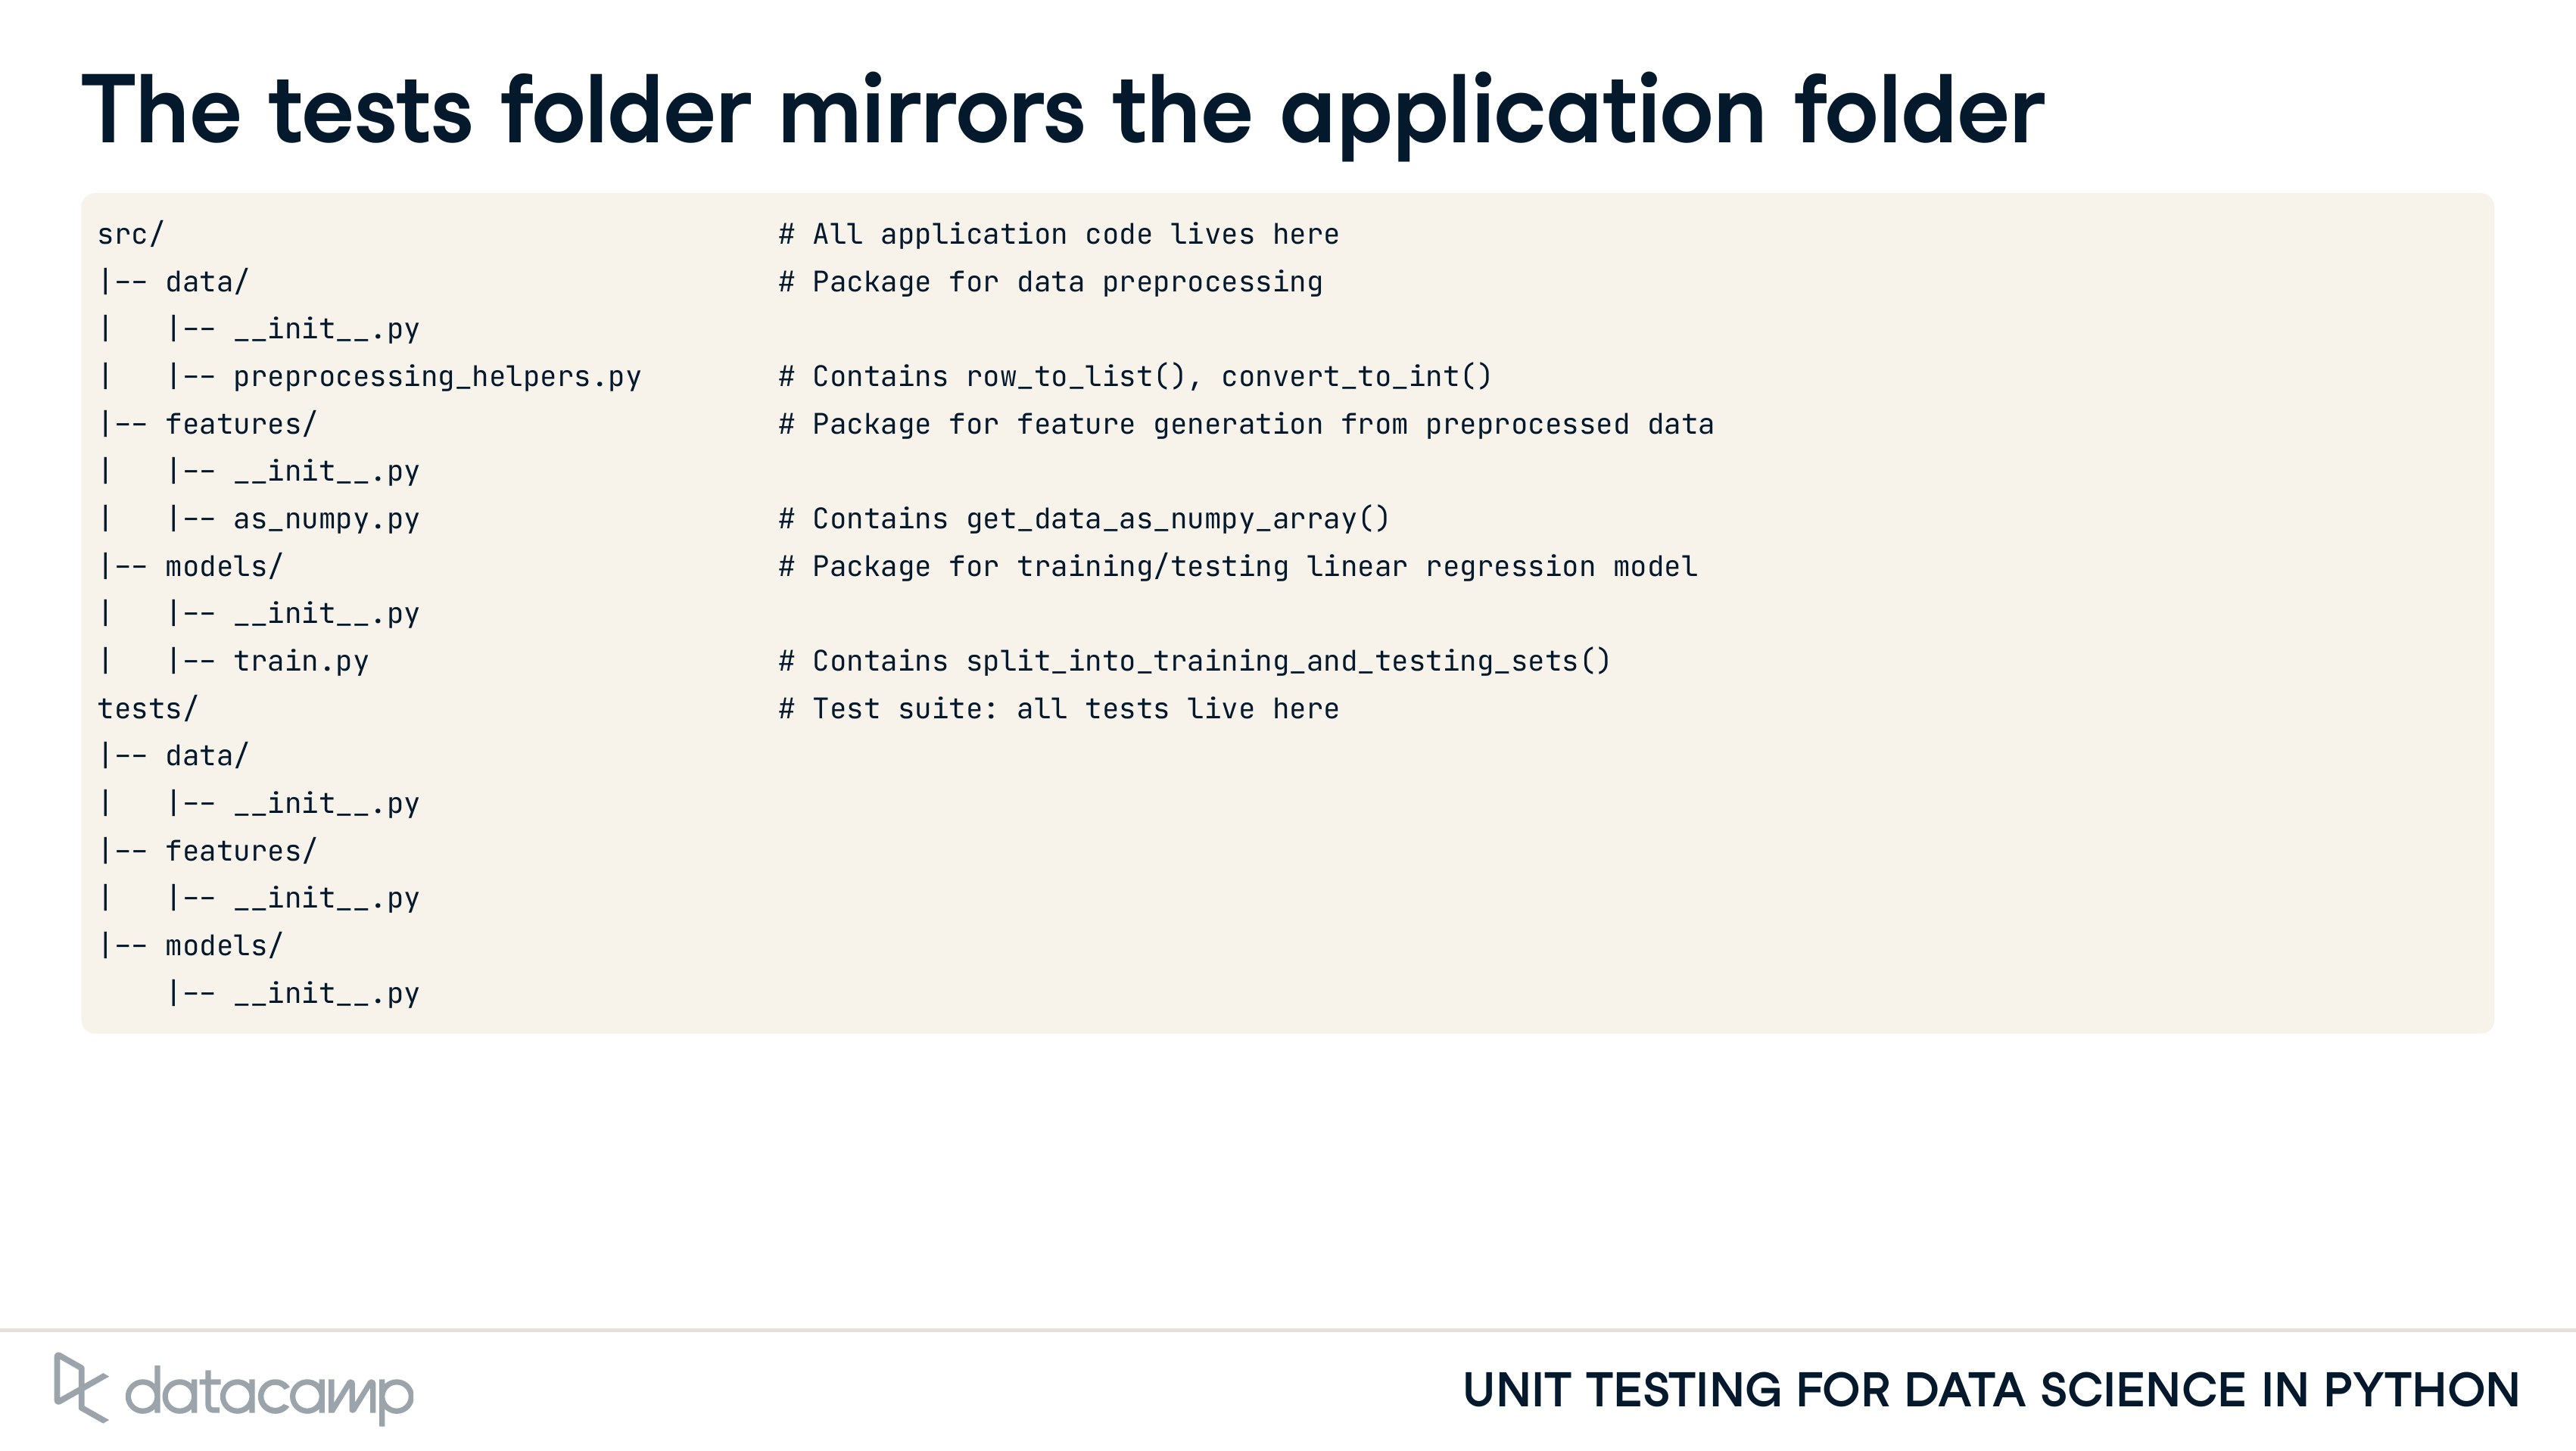 The tests folder mirrors the application folder
src/                                    # All application code lives here
|-- data/                               # Package for data preprocessing
|   |-- __init__.py
|   |-- preprocessing_helpers.py        # Contains row_to_list(), convert_to_int()
|-- features/                           # Package for feature generation from preprocessed data
|   |-- __init__.py
|   |-- as_numpy.py                     # Contains get_data_as_numpy_array()
|-- models/                             # Package for training/testing linear regression model
|   |-- __init__.py
|   |-- train.py                        # Contains split_into_training_and_testing_sets()
tests/                                  # Test suite: all tests live here
|-- data/
|   |-- __init__.py
|-- features/
|   |-- __init__.py
|-- models/
    |-- __init__.py
datacamp
UNIT TESTING FOR DATA SCIENCE IN PYTHON